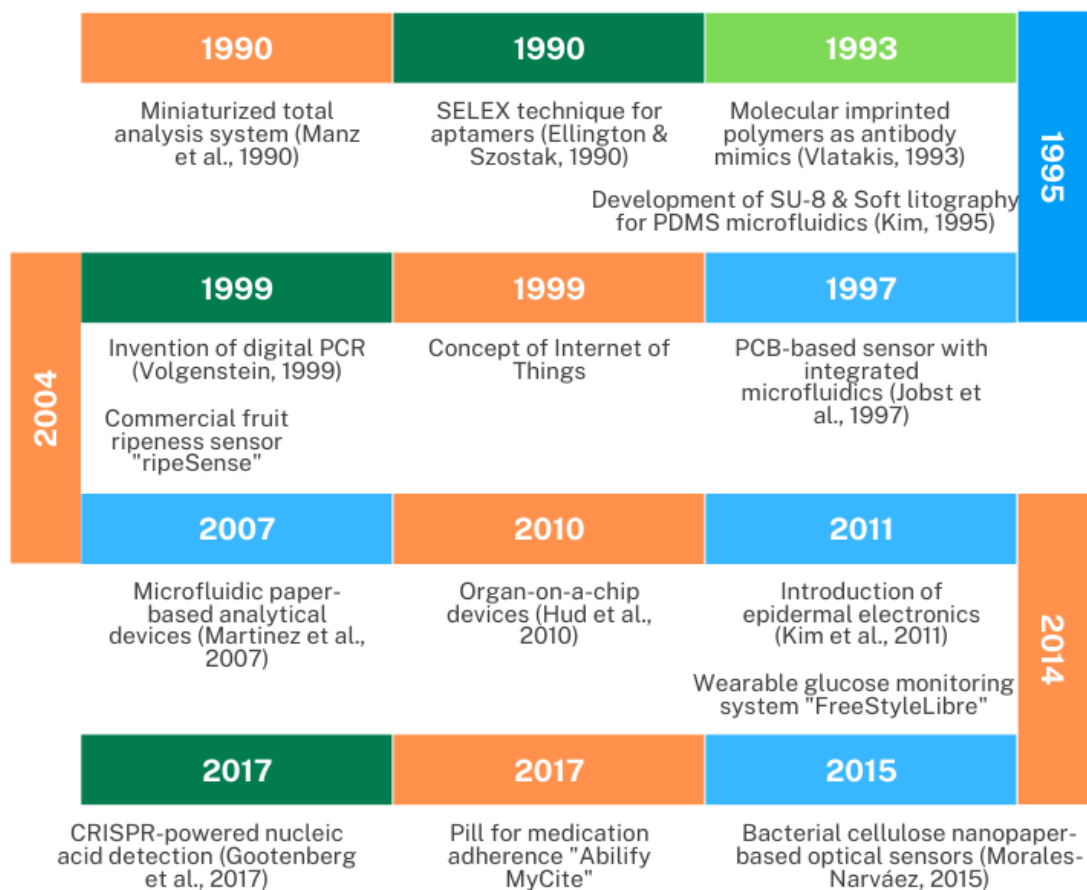 1990
Miniaturized total
analysis system (Manz
et al., 1990)
1990
SELEX technique for
aptamers (Ellington &
Szostak, 1990)
1993
Molecular imprinted
polymers as antibody
mimics (Vlatakis, 1993)
1995
Development of SU-8 & Soft litography
for PDMS microfluidics (Kim, 1995)
1997
PCB-based sensor with
integrated
microfluidics (Jobst et
al., 1997)
1999
Concept of Internet of
Things
1999
Invention of digital PCR
(Volgenstein, 1999)
2004
Commercial fruit
ripeness sensor
"ripeSense"
2007
Microfluidic paper-
based analytical
devices (Martinez et al.,
2007)
2010
Organ-on-a-chip
devices (Hud et al.,
2010)
2011
Introduction of
epidermal electronics
(Kim et al., 2011)
2014
Wearable glucose monitoring
system "FreeStyleLibre"
2015
Bacterial cellulose nanopaper-
based optical sensors (Morales-
Narváez, 2015)
2017
Pill for medication
adherence "Abilify
MyCite"
2017
CRISPR-powered nucleic
acid detection (Gootenberg
et al., 2017)